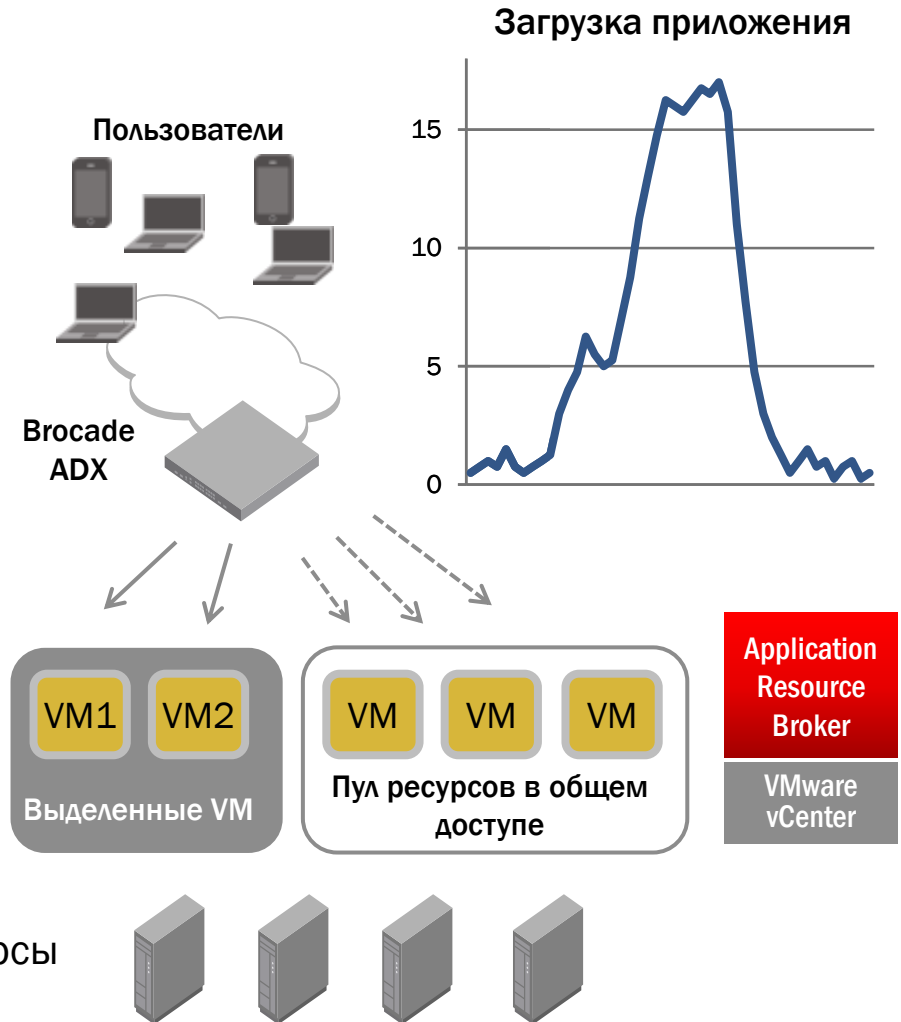 Загрузка приложения
Пользователи
15
10
5
0
Brocade
ADX
VM1
VM2
Выделенные VM
VM
VM
VM
Пул ресурсов в общем
доступе
Application
Resource
Broker
VMware
vCenter